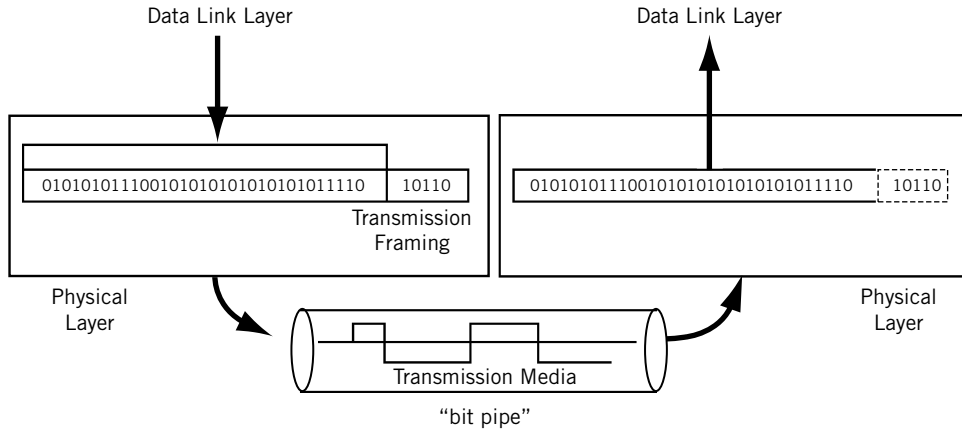 Data Link Layer
Data Link Layer
010101011100101010101010101011110
10110
010101011100101010101010101011110
10110
Transmission
Framing
Physical
Layer
Physical
Layer
Transmission Media
“bit pipe”